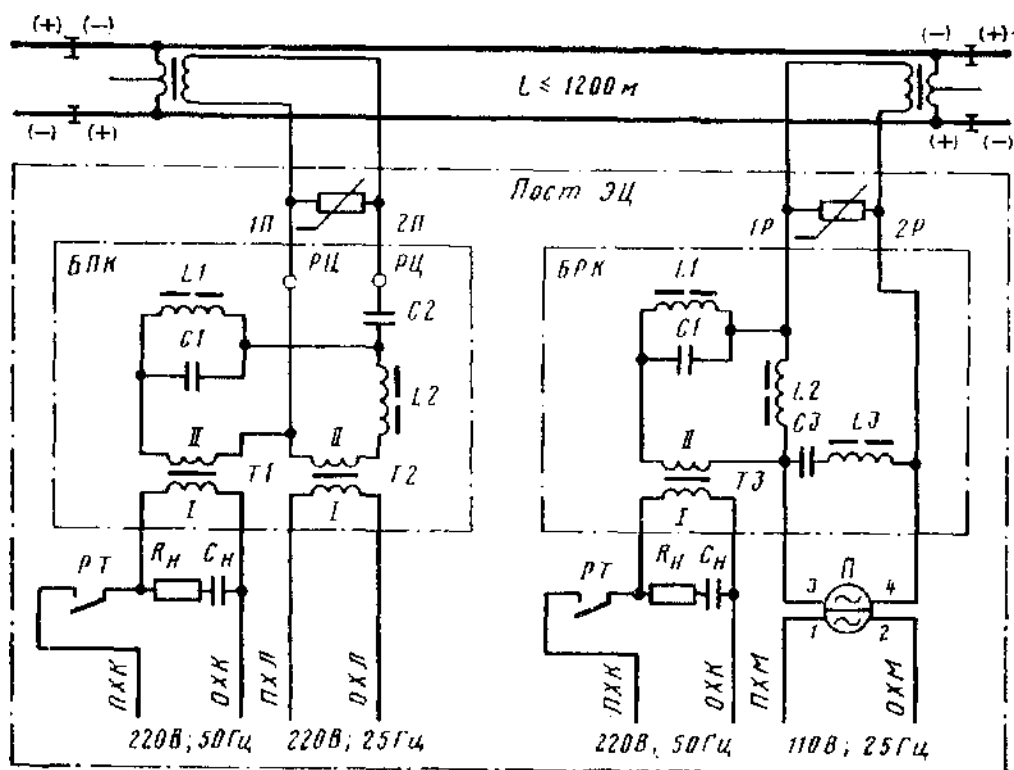 (+) (-) (-) (+)
L ≤ 1200 м
(-) (+) (+) (-)
Пост ЭЦ
1П 2П 1Р 2Р
БПК РЦ РЦ БРК
L1 L1
C1 C2 C1
L2 L2
C3 L3
II II II
T1 T2 T3
I I I
Rн Cн Rн Cн П
РТ РТ 3 4
1 2
ПХК ОХК ПХЛ ОХЛ ПХК ОХК ПХМ ОХМ
220В; 50Гц 220В; 25Гц 220В, 50Гц 110В; 25Гц